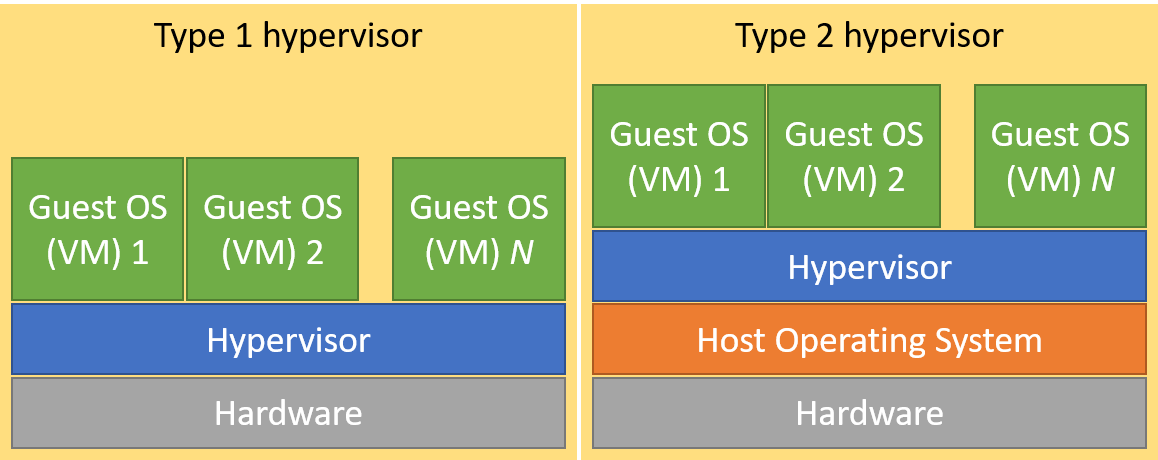 Type 1 hypervisor
Guest OS
(VM) 1
Guest OS
(VM) 2
Guest OS
(VM) N
Hypervisor
Hardware
Type 2 hypervisor
Guest OS
(VM) 1
Guest OS
(VM) 2
Guest OS
(VM) N
Hypervisor
Host Operating System
Hardware